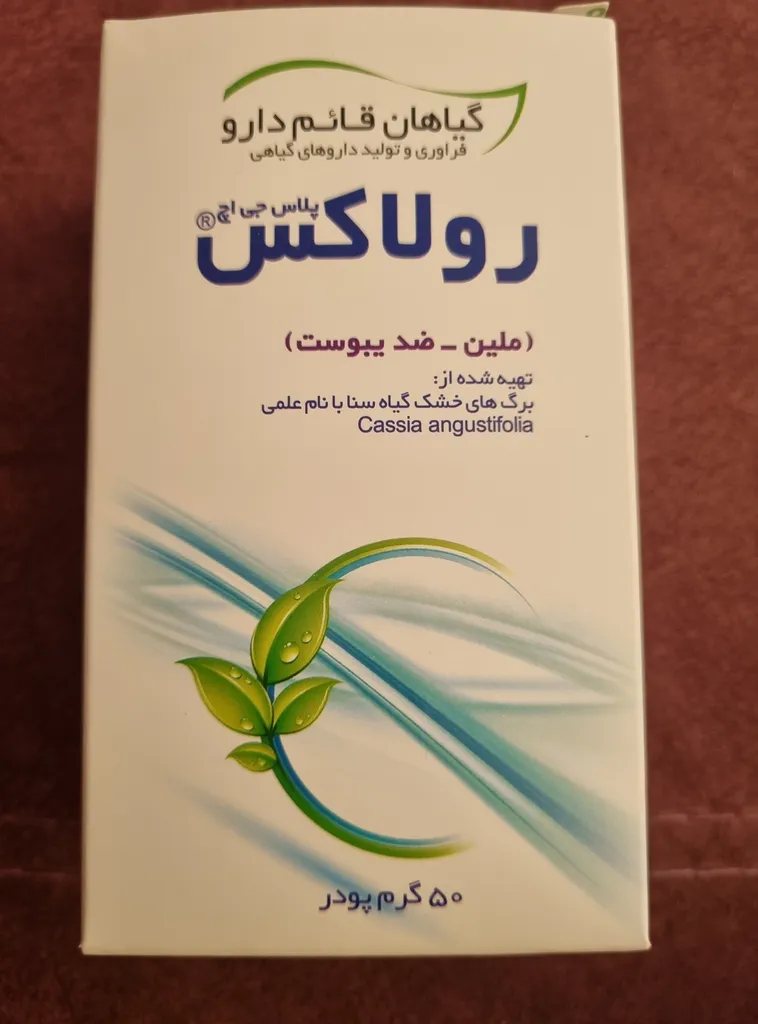 گیاهان قائم دارو
فرآوری و تولید داروهای گیاهی
رولاکس پلاس جی اچ®
(ملین ـ ضد یبوست)
تهیه شده از:
برگ های خشک گیاه سنا با نام علمی
Cassia angustifolia
۵۰ گرم پودر